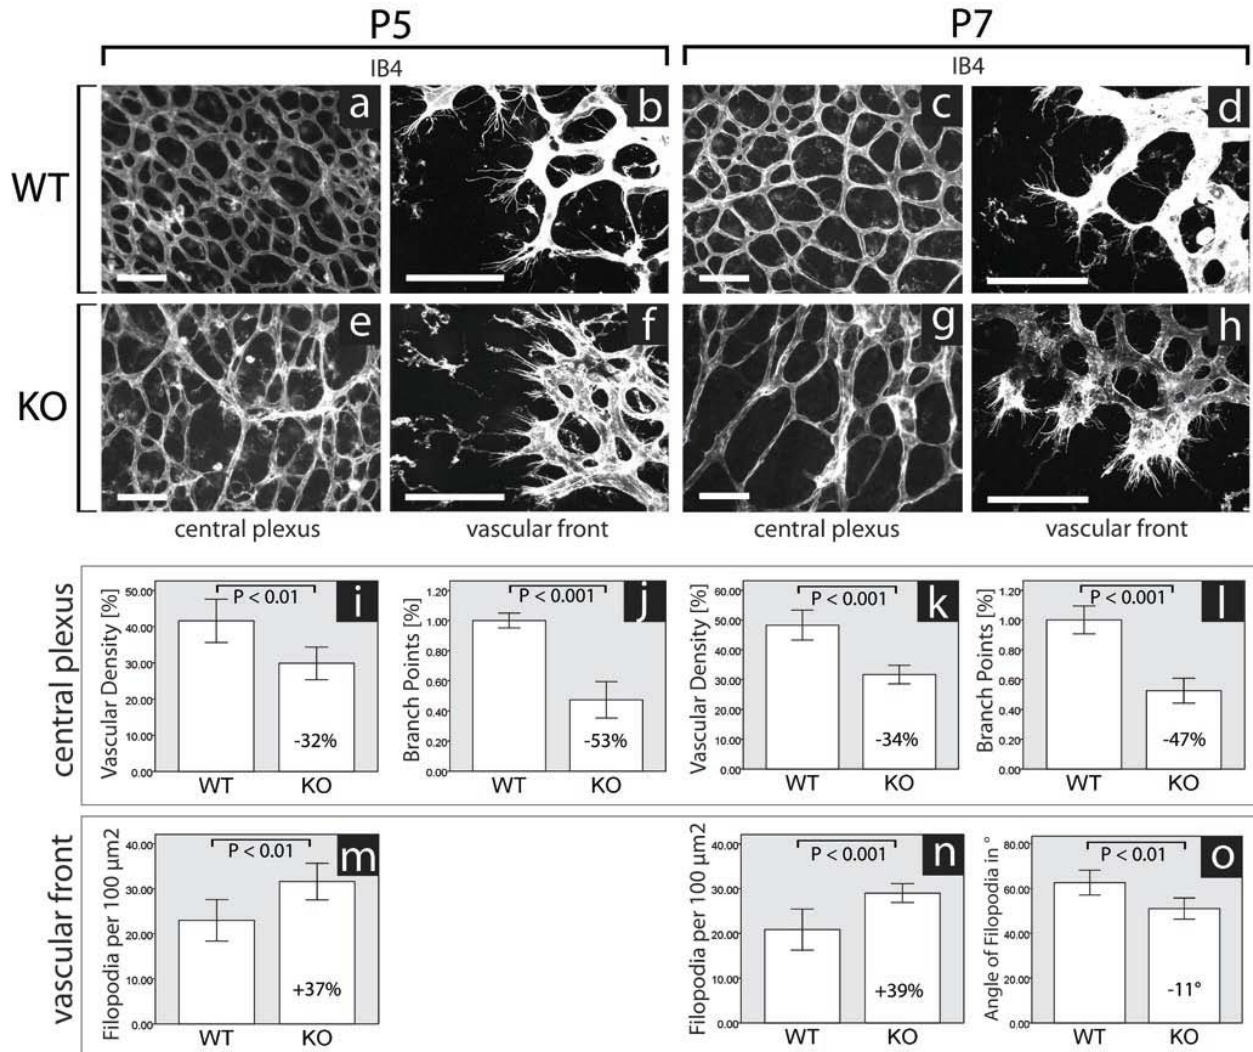 P5 P7
IB4 IB4
WT a b c d
KO e f g h
central plexus vascular front central plexus vascular front
central plexus
Vascular Density [%]
50.00
40.00
30.00
20.00
10.00
0.00
P < 0.01
i
-32%
WT KO
Branch Points [%]
1.20
1.00
0.80
0.60
0.40
0.20
0.00
P < 0.001
j
-53%
WT KO
Vascular Density [%]
60.00
50.00
40.00
30.00
20.00
10.00
0.00
P < 0.001
k
-34%
WT KO
Branch Points [%]
1.20
1.00
0.80
0.60
0.40
0.20
0.00
P < 0.001
l
-47%
WT KO
vascular front
Filopodia per 100 µm2
40.00
30.00
20.00
10.00
0.00
P < 0.01
m
+37%
WT KO
Filopodia per 100 µm2
40.00
30.00
20.00
10.00
0.00
P < 0.001
n
+39%
WT KO
Angle of Filopodia in °
80.00
60.00
40.00
20.00
0.00
P < 0.01
o
-11°
WT KO